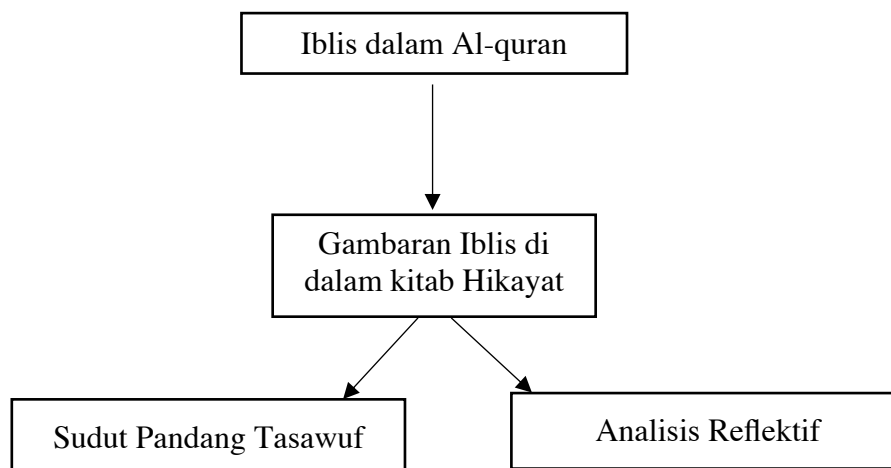 Iblis dalam Al-quran
Gambaran Iblis di
dalam kitab Hikayat
Sudut Pandang Tasawuf
Analisis Reflektif